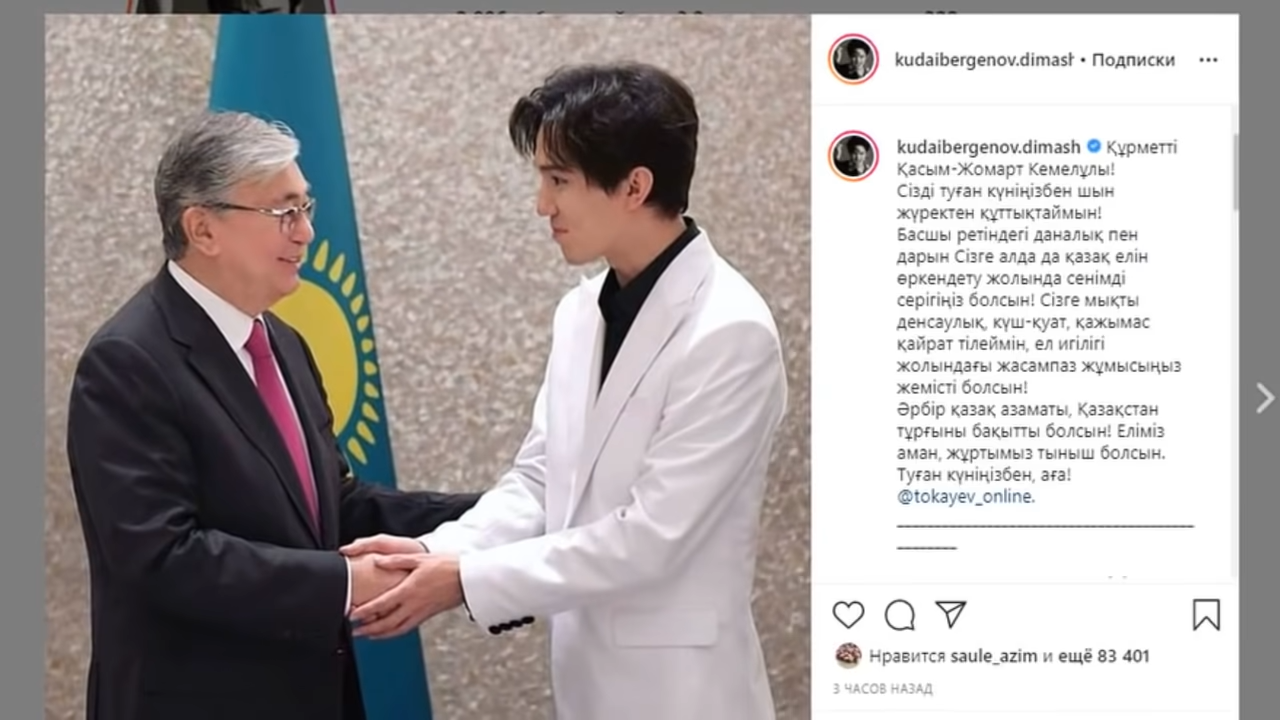 kudaibergenov.dimash • Подписки
kudaibergenov.dimash Құрметті
Қасым-Жомарт Кемелұлы!
Сізді туған күніңізбен шын
жүректен құттықтаймын!
Басшы ретіндегі даналық пен
дарын Сізге алда да қазақ елін
өркендету жолында сенімді
серігіңіз болсын! Сізге мықты
денсаулық, күш-қуат, қажымас
қайрат тілеймін, ел игілігі
жолындағы жасампаз жұмысыңыз
жемісті болсын!
Әрбір қазақ азаматы, Қазақстан
тұрғыны бақытты болсын! Еліміз
аман, жұртымыз тыныш болсын.
Туған күніңізбен, аға!
@tokayev_online.
Нравится saule_azim и ещё 83 401
3 ЧАСОВ НАЗАД